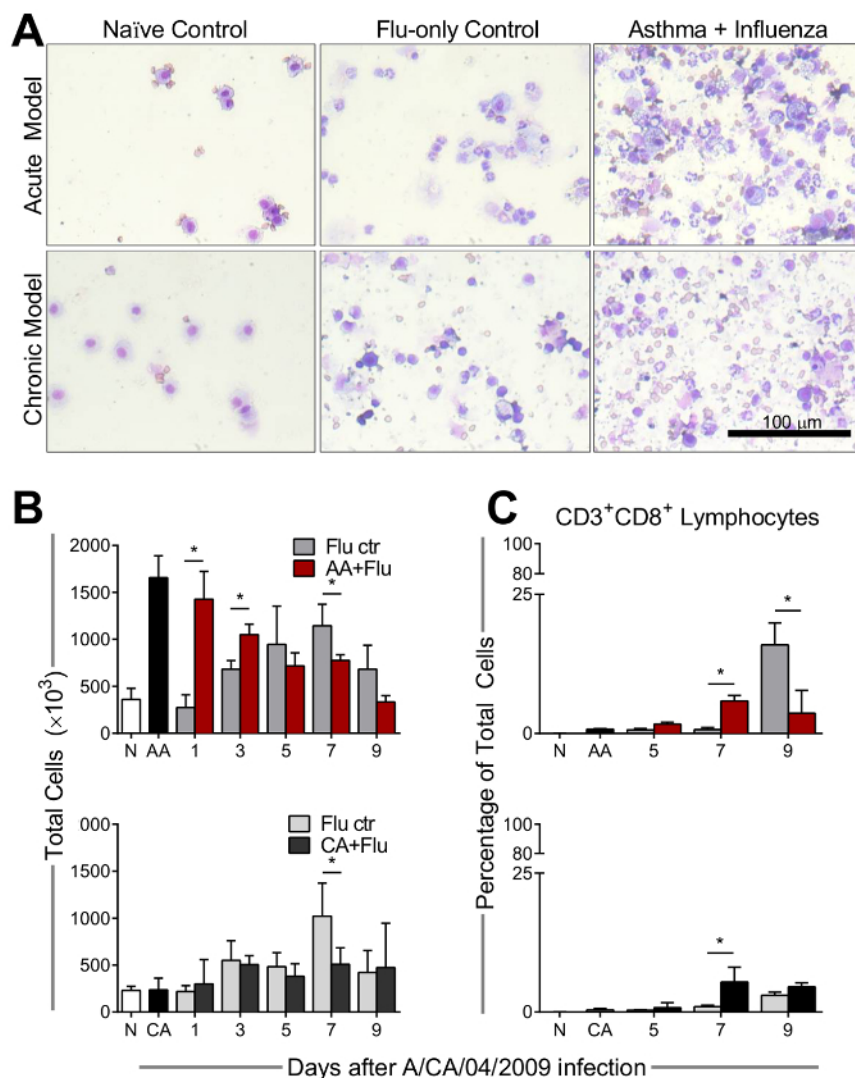 A
Naïve Control
Flu-only Control
Asthma + Influenza
Acute Model
Chronic Model
100 µm
B
Total Cells (×10³)
2000
1500
1000
500
0
Flu ctr
AA+Flu
*
*
*
N AA 1 3 5 7 9
000
1500
1000
500
0
Flu ctr
CA+Flu
*
N CA 1 3 5 7 9
C
CD3⁺CD8⁺ Lymphocytes
Percentage of Total Cells
100
80
25
0
*
*
N AA 5 7 9
100
80
25
0
*
N CA 5 7 9
Days after A/CA/04/2009 infection